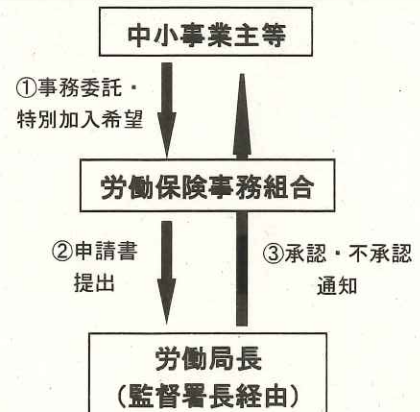 中小事業主等
①事務委託・
特別加入希望
労働保険事務組合
②申請書
提出
③承認・不承認
通知
労働局長
（監督署長経由）